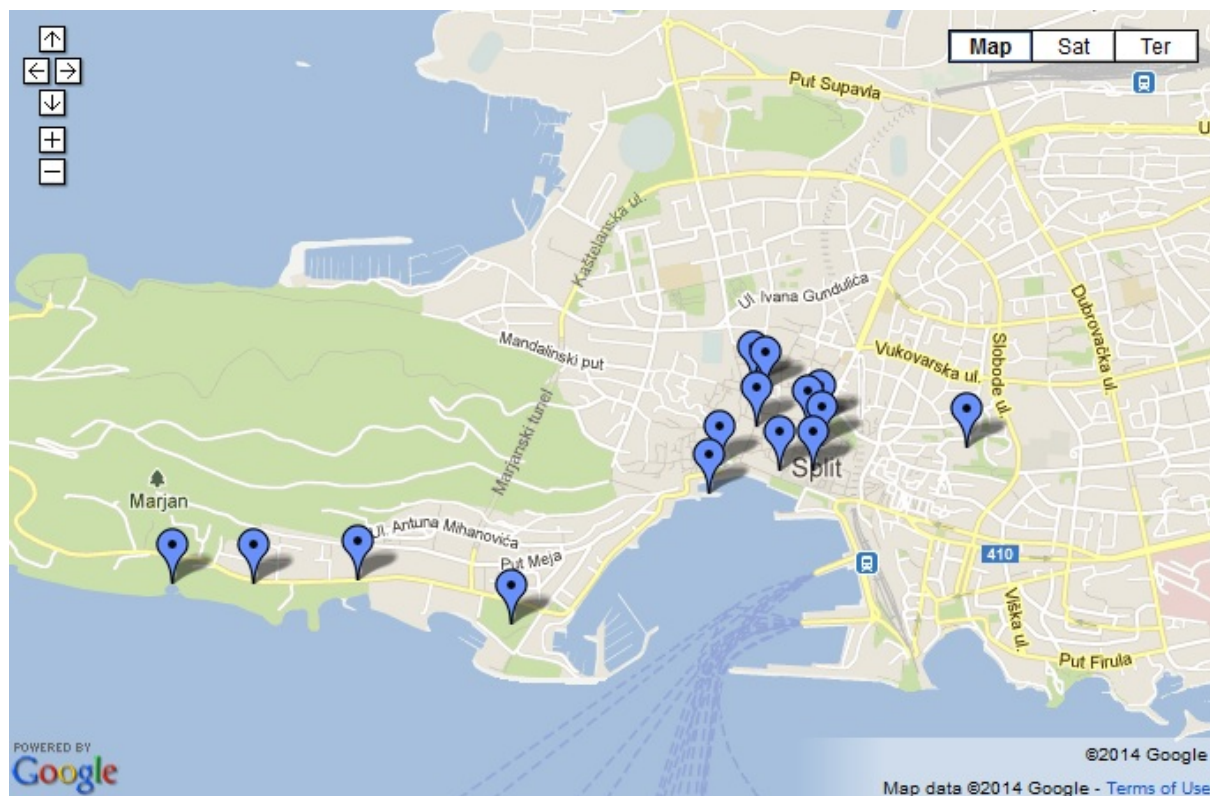 Map
Sat
Ter
Put Supavla
U
Kaštelanska ul.
Ul. Ivana Gundulića
Dubrovačka ul.
Mandalinski put
Vukovarska ul.
Slobode ul.
Marjanski tunel
Split
Marjan
Ul. Antuna Mihanovića
Put Meja
410
Viška ul.
Put Firula
POWERED BY
Google
©2014 Google
Map data ©2014 Google - Terms of Use